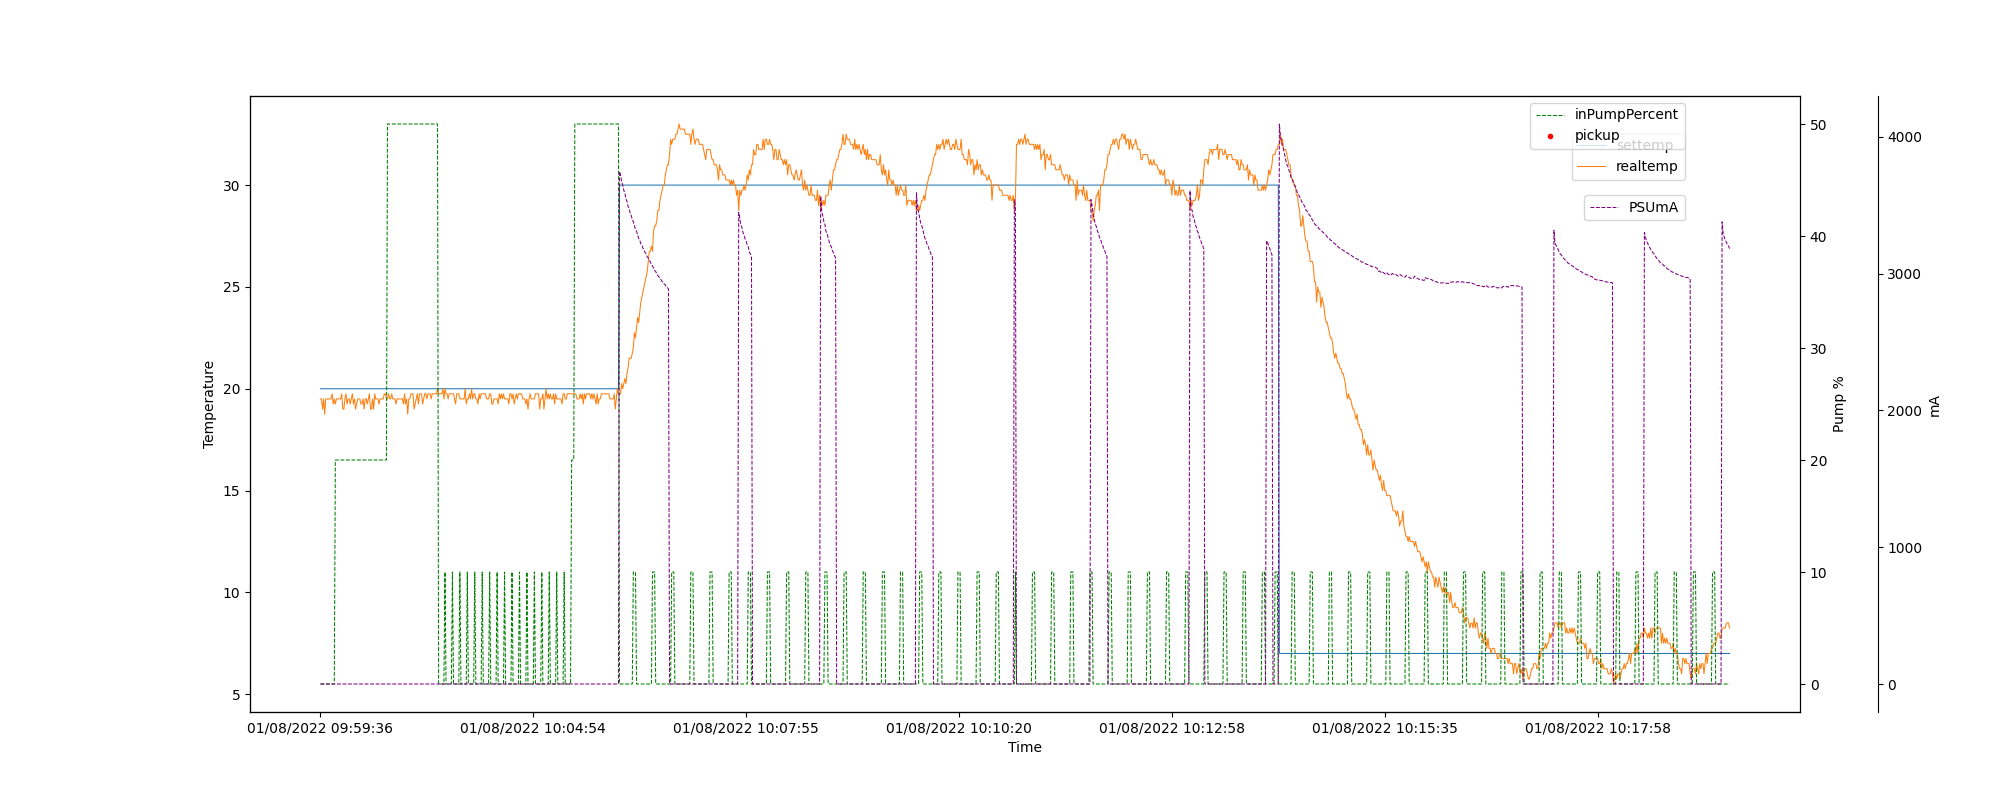 inPumpPercent
pickup
settemp
realtemp
PSUmA
30
25
20
15
10
5
Temperature
50
40
30
20
10
0
Pump %
4000
3000
2000
1000
0
mA
01/08/2022 09:59:36
01/08/2022 10:04:54
01/08/2022 10:07:55
01/08/2022 10:10:20
01/08/2022 10:12:58
01/08/2022 10:15:35
01/08/2022 10:17:58
Time